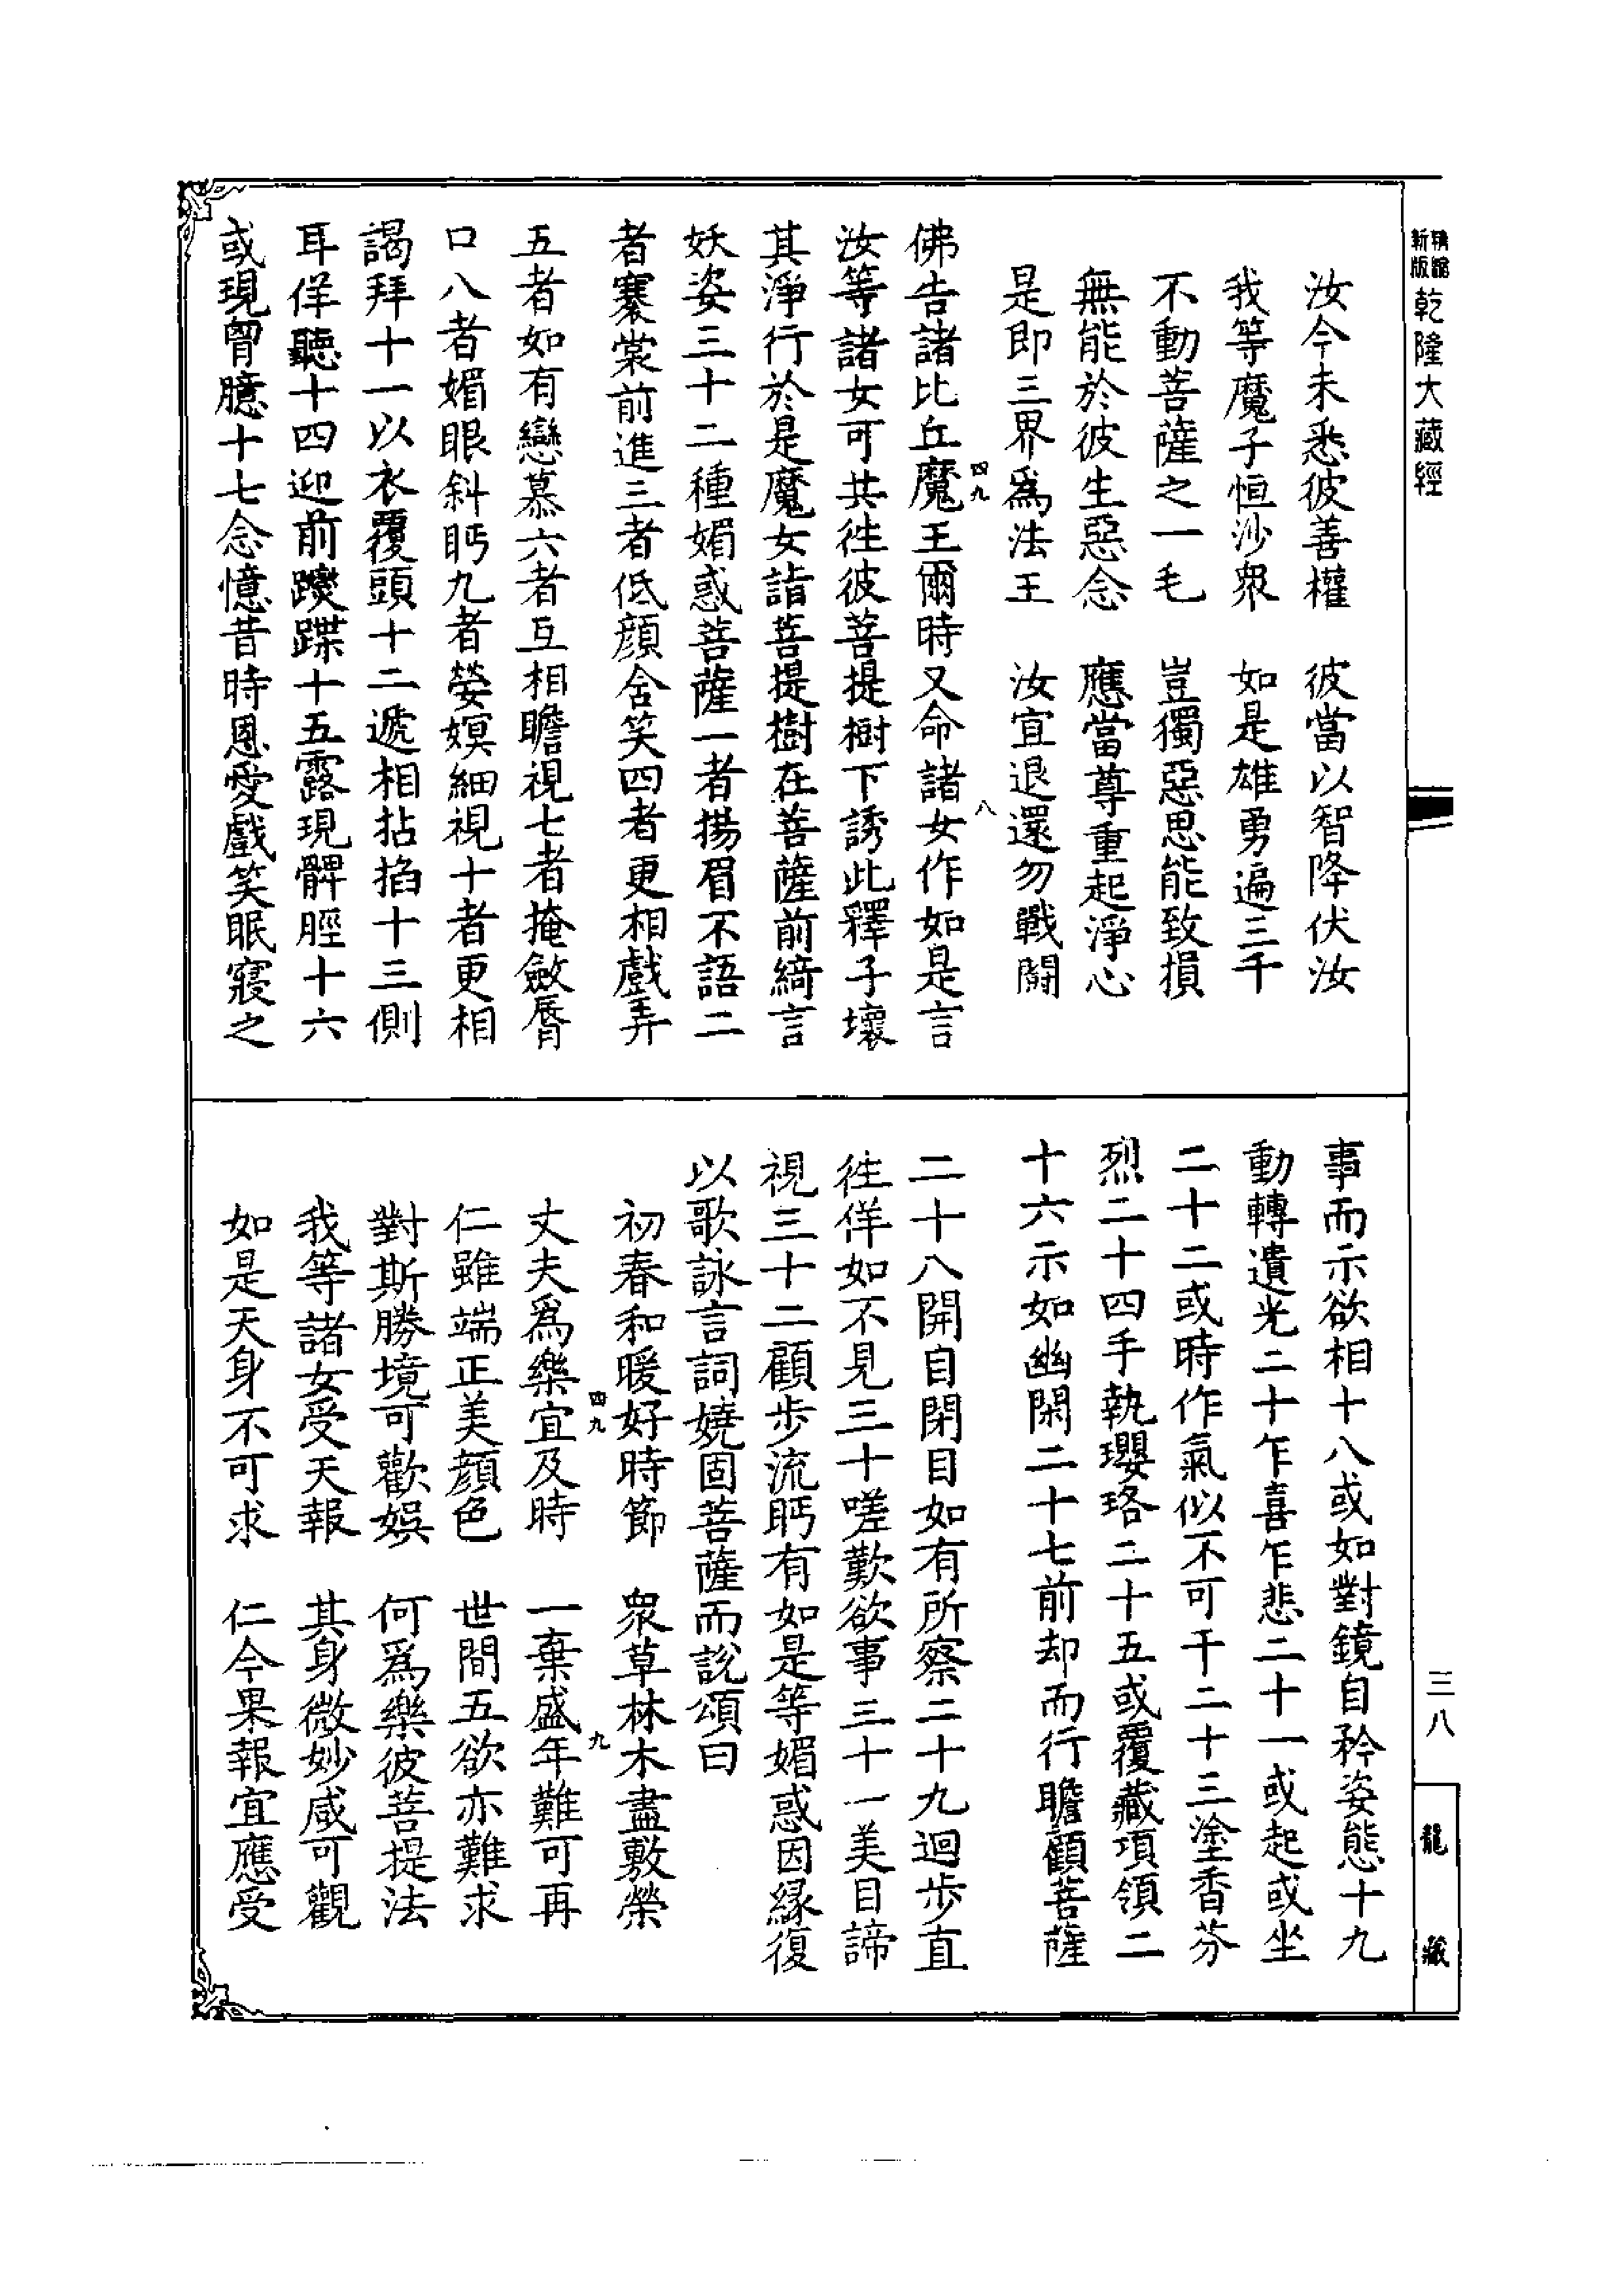 新版精縮乾隆大藏經
汝今未悉彼善權　彼當以智降伏汝
我等魔子恒沙衆　如是雄勇遍三千
不動菩薩之一毛　豈獨惡思能致損
無能於彼生惡念　應當尊重起淨心
是即三界爲法王　汝宜退還勿戰鬪
四九　八
佛告諸比丘魔王爾時又命諸女作如是言
汝等諸女可共往彼菩提樹下誘此釋子壞
其淨行於是魔女詣菩提樹在菩薩前綺言
妖姿三十二種媚惑菩薩一者揚眉不語二
者褰裳前進三者低顔含笑四者更相戲弄
五者如有戀慕六者互相瞻視七者掩斂脣
口八者媚眼斜眄九者嫈嫇細視十者更相
謁拜十一以衣覆頭十二遞相拈掐十三側
耳佯聽十四迎前躞蹀十五露現髀脛十六
或現胷臆十七念憶昔時恩愛戲笑眠寢之
事而示欲相十八或如對鏡自矜姿態十九
動轉遺光二十乍喜乍悲二十一或起或坐
二十二或時作氣似不可干二十三塗香芬
烈二十四手執瓔珞二十五或覆藏項領二
十六示如幽閑二十七前却而行瞻顧菩薩
二十八開自閉目如有所察二十九迴步直
往佯如不見三十嗟歎欲事三十一美目諦
視三十二顧步流眄有如是等媚惑因縁復
以歌詠言詞嬈固菩薩而說頌曰
初春和暖好時節　衆草林木盡敷榮
四九　九
丈夫爲樂宜及時　一棄盛年難可再
仁雖端正美顔色　世間五欲亦難求
對斯勝境可歡娛　何爲樂彼菩提法
我等諸女受天報　其身微妙咸可觀
如是天身不可求　仁今果報宜應受
三八
龍藏